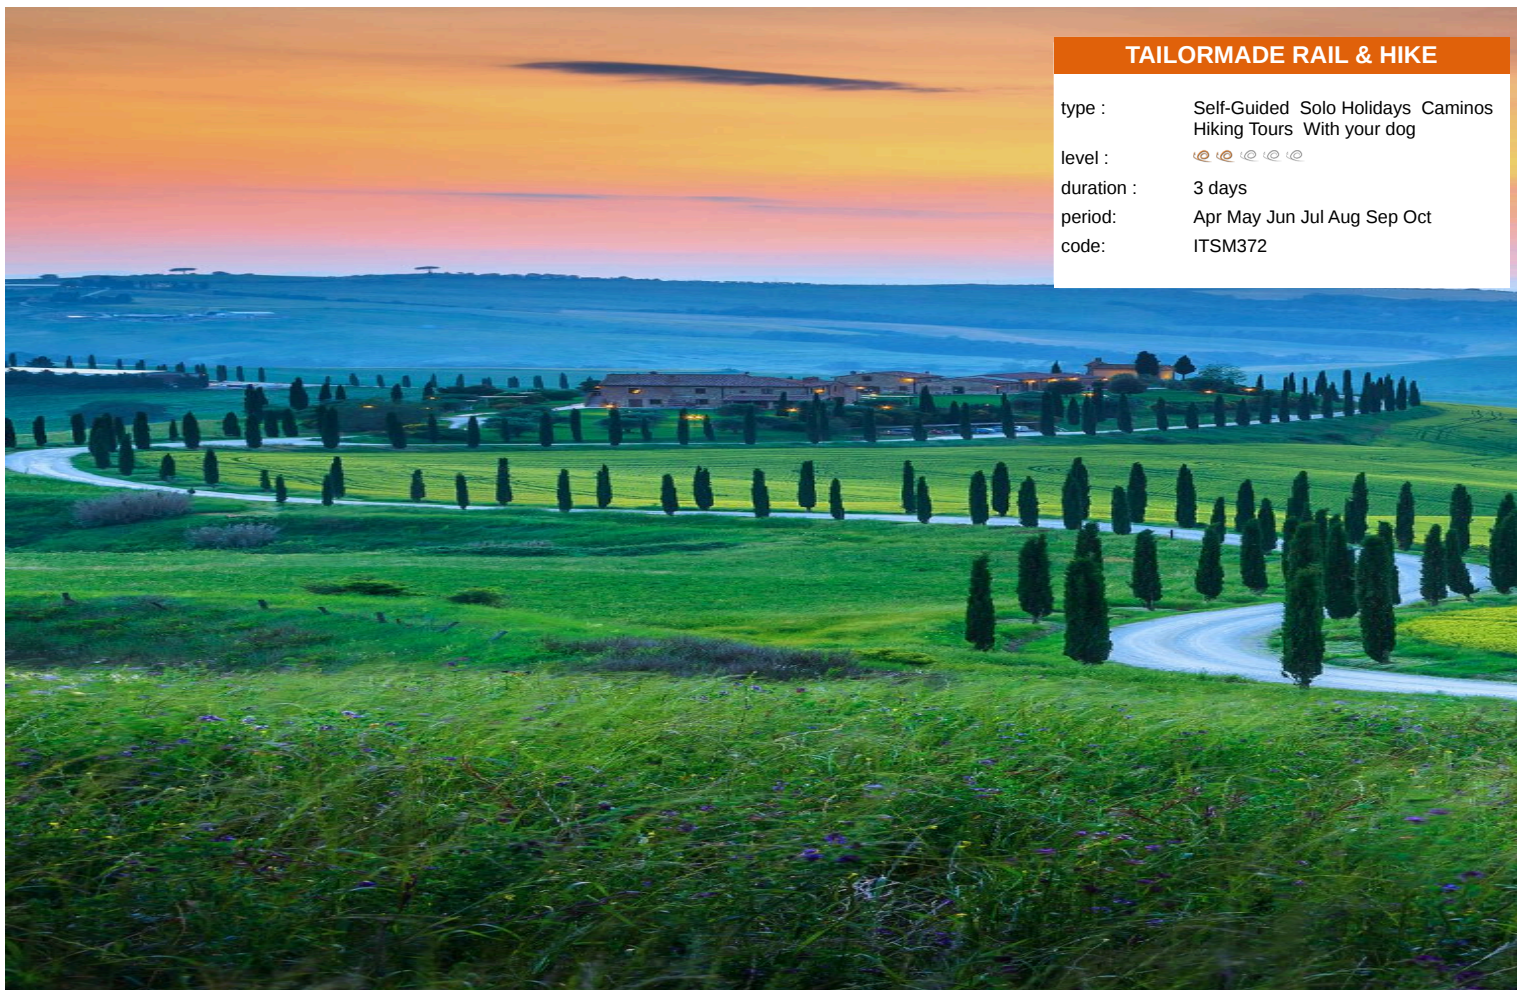 TAILORMADE RAIL & HIKE
type : Self-Guided Solo Holidays Caminos
Hiking Tours With your dog
level :
duration : 3 days
period: Apr May Jun Jul Aug Sep Oct
code: ITSM372